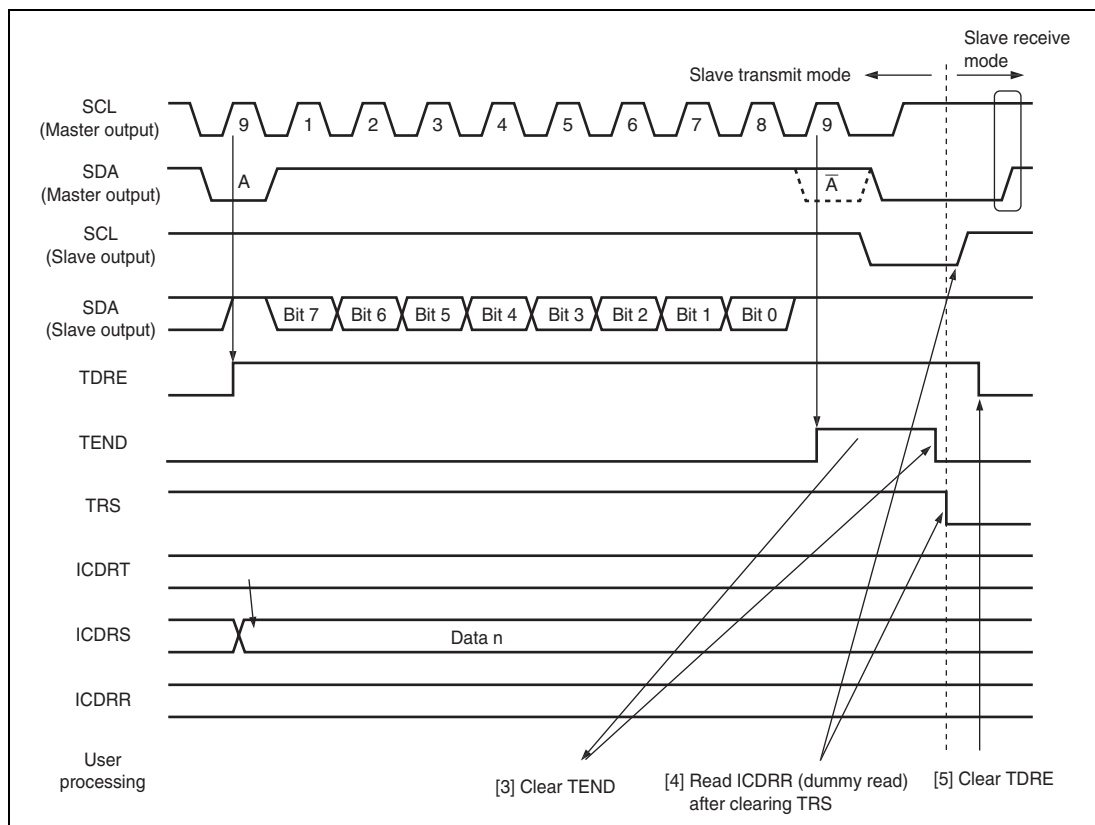 Slave receive
mode
Slave transmit mode
SCL
(Master output)
9 1 2 3 4 5 6 7 8 9
SDA
(Master output)
A A̅
SCL
(Slave output)
SDA
(Slave output)
Bit 7 Bit 6 Bit 5 Bit 4 Bit 3 Bit 2 Bit 1 Bit 0
TDRE
TEND
TRS
ICDRT
ICDRS
Data n
ICDRR
User
processing
[3] Clear TEND
[4] Read ICDRR (dummy read)
after clearing TRS
[5] Clear TDRE